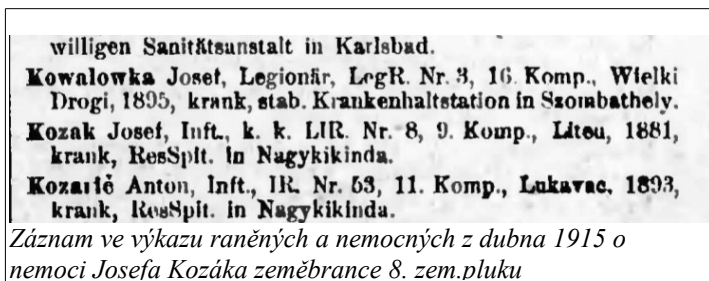 willigen Sanitätsanstalt in Karlsbad.
Kowalowka Josef, Legionär, LegR. Nr. 3, 16. Komp., Wielki
Drogi, 1895, krank, stab. Krankenhaltstation in Szombathely.
Kozak Josef, Inft., k. k. LIR. Nr. 8, 9. Komp., Liteu, 1881,
krank, ResSpit. in Nagykikinda.
Kozarič Anton, Inft., IR. Nr. 53, 11. Komp., Lukavac, 1893,
krank, ResSpit. in Nagykikinda.
Záznam ve výkazu raněných a nemocných z dubna 1915 o
nemoci Josefa Kozáka zeměbrance 8. zem.pluku